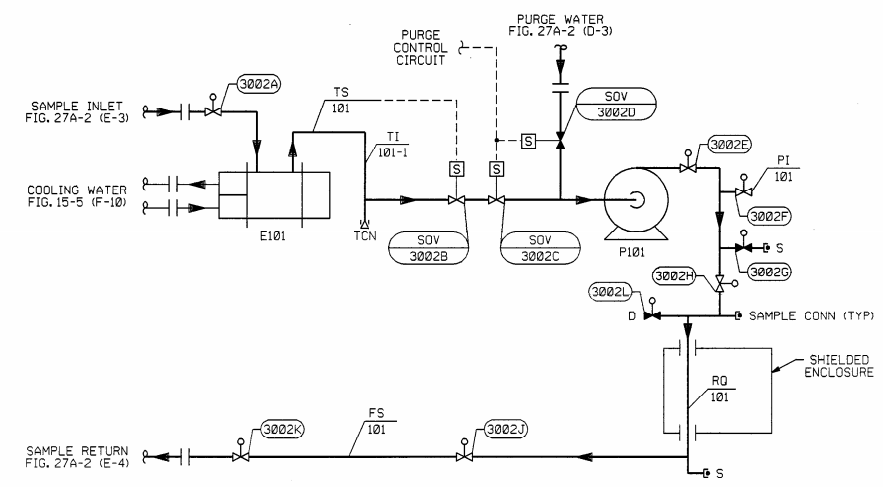 PURGE WATER
FIG. 27A-2 (D-3)
PURGE
CONTROL
CIRCUIT
3002A
SAMPLE INLET
FIG. 27A-2 (E-3)
TS
101
SOV
3002D
S
3002E
TI
101-1
PI
101
S
S
COOLING WATER
FIG. 15-5 (F-10)
3002F
E101
TCN
SOV
3002B
SOV
3002C
P101
S
3002G
3002H
3002L
D
SAMPLE CONN (TYP)
SHIELDED
ENCLOSURE
RQ
101
FS
101
3002K
3002J
SAMPLE RETURN
FIG. 27A-2 (E-4)
S